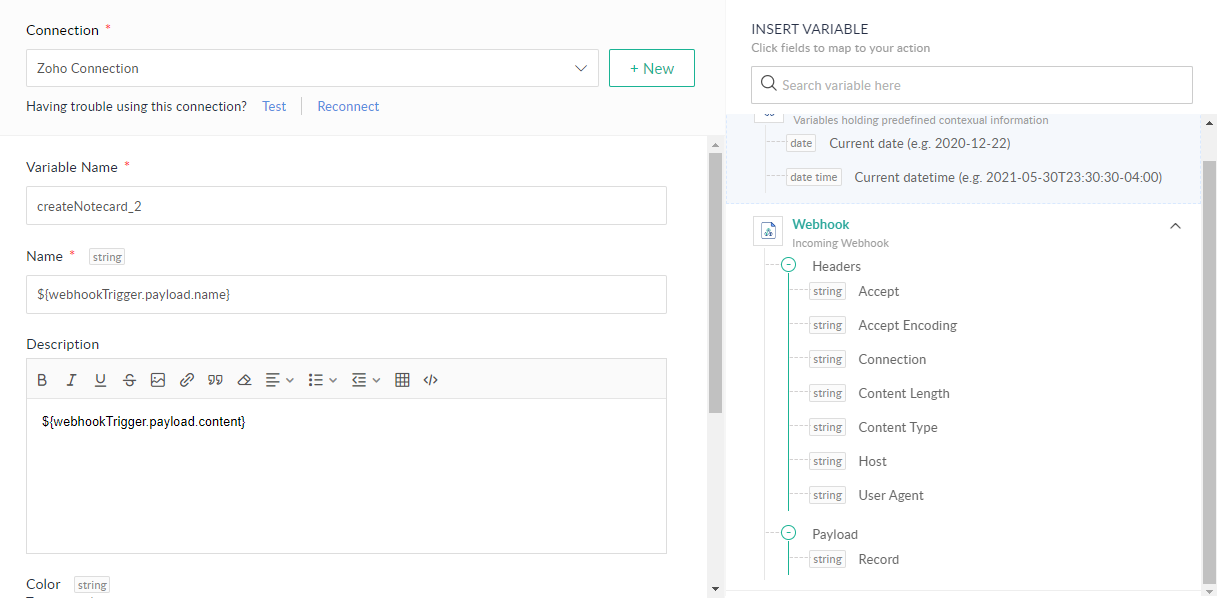 Connection *
Zoho Connection
+ New
Having trouble using this connection? Test Reconnect
Variable Name *
createNotecard_2
Name * string
${webhookTrigger.payload.name}
Description
${webhookTrigger.payload.content}
Color string
INSERT VARIABLE
Click fields to map to your action
Search variable here
Variables holding predefined contexual information
date Current date (e.g. 2020-12-22)
date time Current datetime (e.g. 2021-05-30T23:30:30-04:00)
Webhook
Incoming Webhook
Headers
string Accept
string Accept Encoding
string Connection
string Content Length
string Content Type
string Host
string User Agent
Payload
string Record